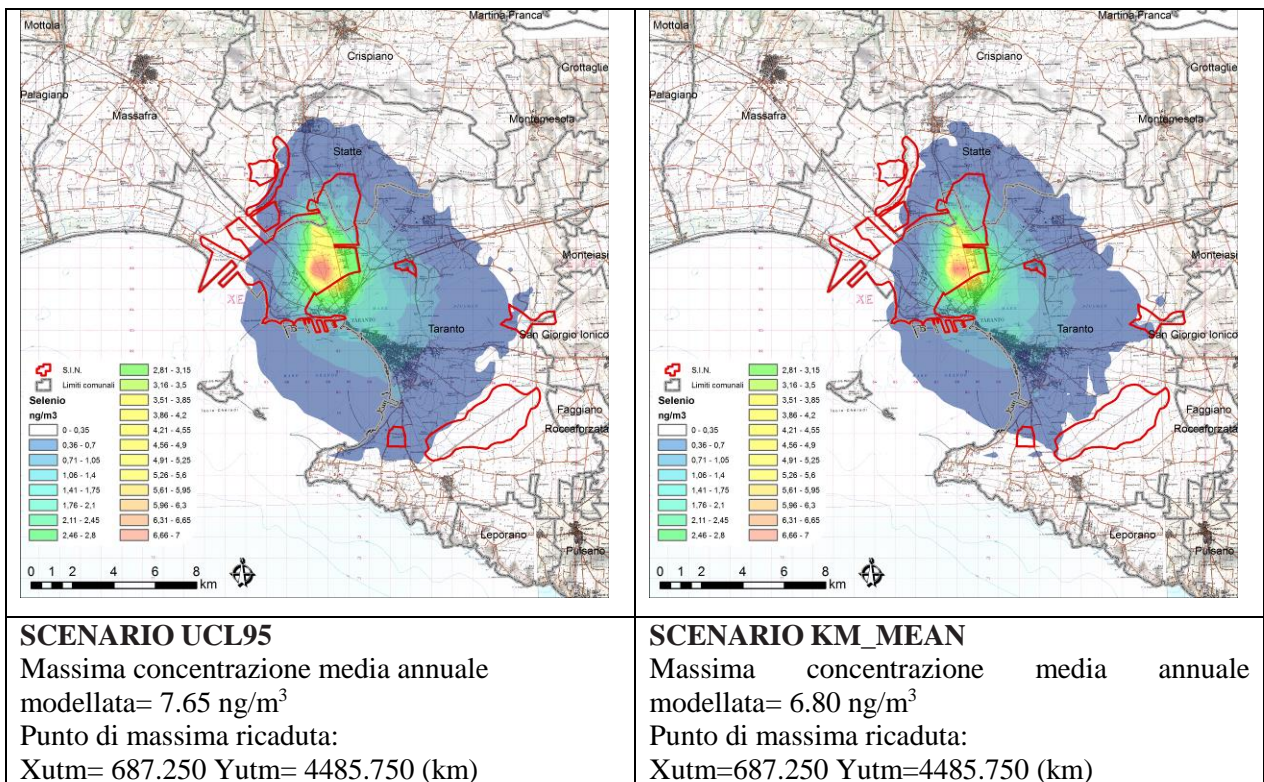 Mottola
Martina Franca
Crispiano
Grottaglie
Palagiano
Massafra
Montemesola
Statte
Monteiasi
XE
TARANTO
Taranto
San Giorgio Ionico
S.I.N.
Limiti comunali
Selenio
ng/m3
0 - 0,35
0,36 - 0,7
0,71 - 1,05
1,06 - 1,4
1,41 - 1,75
1,76 - 2,1
2,11 - 2,45
2,46 - 2,8
2,81 - 3,15
3,16 - 3,5
3,51 - 3,85
3,86 - 4,2
4,21 - 4,55
4,56 - 4,9
4,91 - 5,25
5,26 - 5,6
5,61 - 5,95
5,96 - 6,3
6,31 - 6,65
6,66 - 7
Faggiano
Roccaforzata
Leporano
Pulsano
0 1 2 4 6 8
km
SCENARIO UCL95
Massima concentrazione media annuale
modellata= 7.65 ng/m³
Punto di massima ricaduta:
Xutm= 687.250 Yutm= 4485.750 (km)
Mottola
Martina Franca
Crispiano
Grottaglie
Palagiano
Massafra
Montemesola
Statte
Monteiasi
XE
TARANTO
Taranto
San Giorgio Ionico
S.I.N.
Limiti comunali
Selenio
ng/m3
0 - 0,35
0,36 - 0,7
0,71 - 1,05
1,06 - 1,4
1,41 - 1,75
1,76 - 2,1
2,11 - 2,45
2,46 - 2,8
2,81 - 3,15
3,16 - 3,5
3,51 - 3,85
3,86 - 4,2
4,21 - 4,55
4,56 - 4,9
4,91 - 5,25
5,26 - 5,6
5,61 - 5,95
5,96 - 6,3
6,31 - 6,65
6,66 - 7
Faggiano
Roccaforzata
Leporano
Pulsano
0 1 2 4 6 8
km
SCENARIO KM_MEAN
Massima concentrazione media annuale
modellata= 6.80 ng/m³
Punto di massima ricaduta:
Xutm=687.250 Yutm=4485.750 (km)